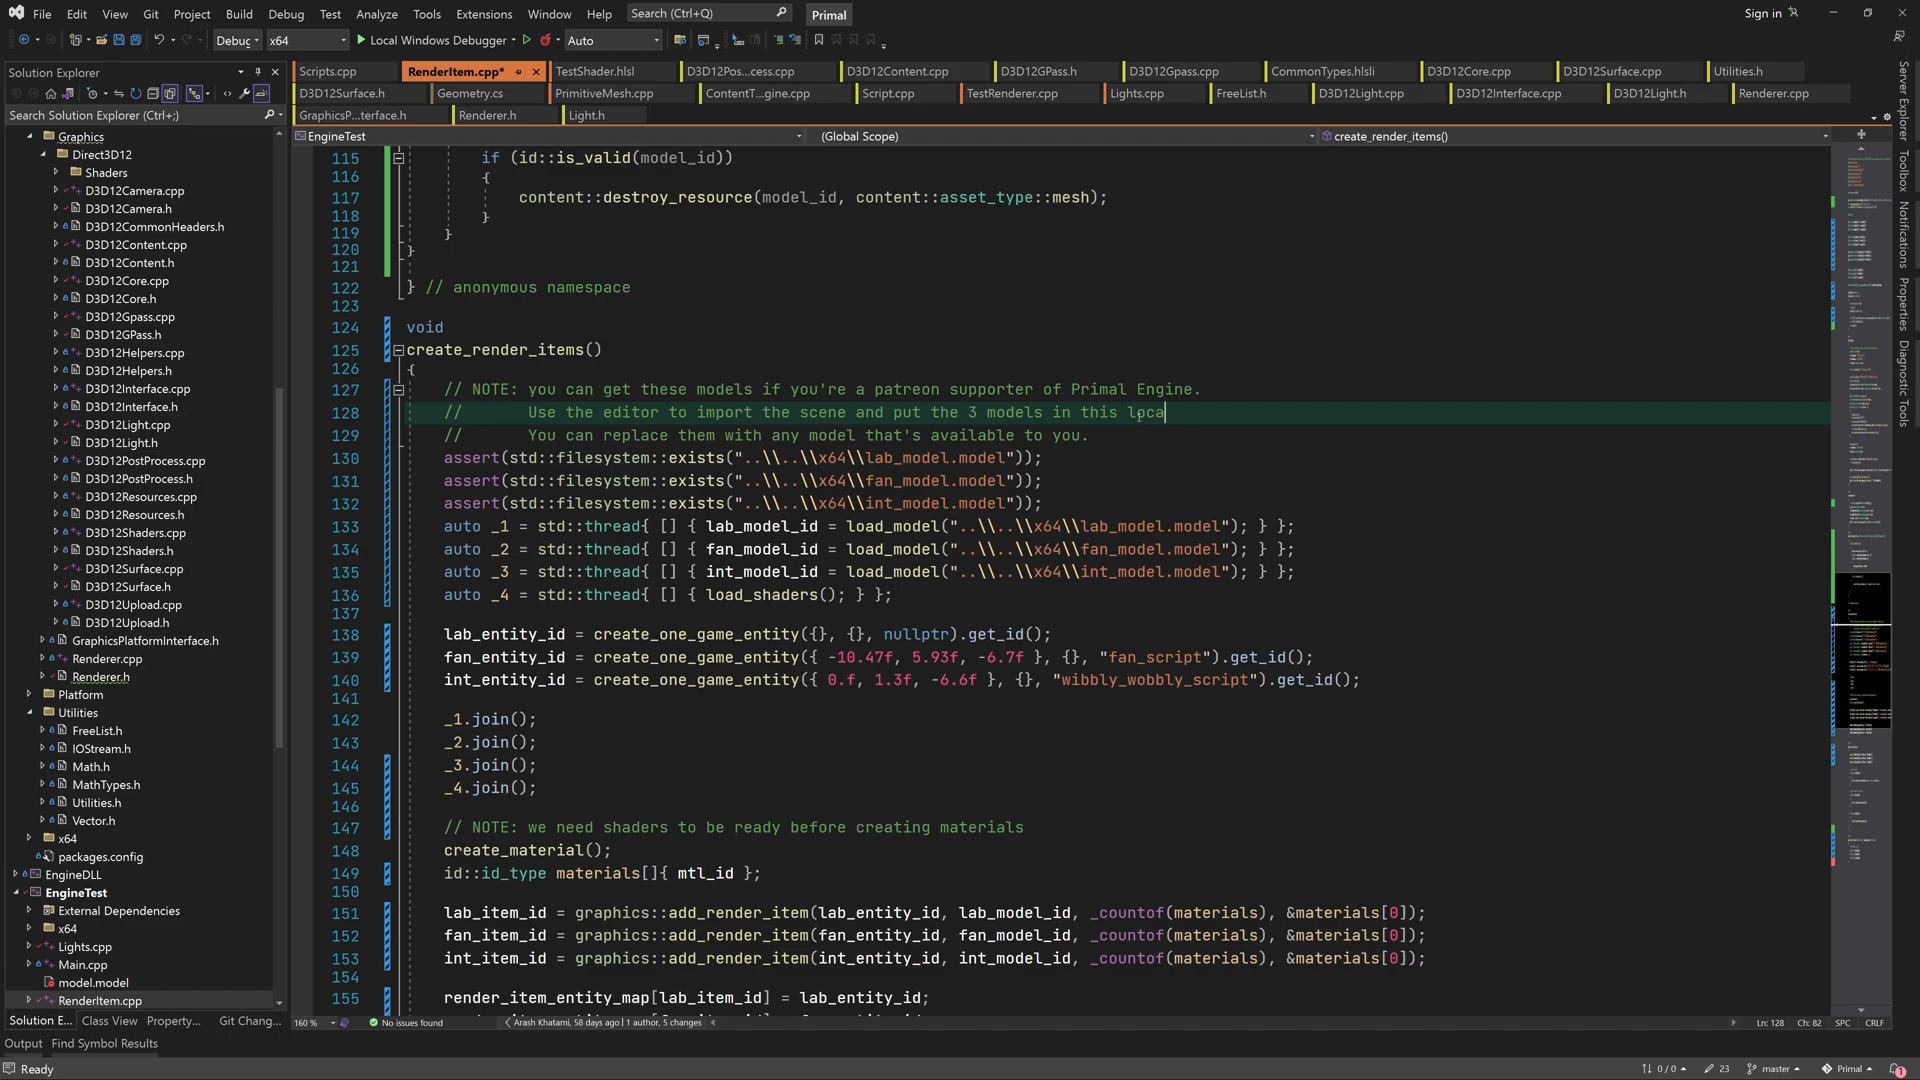 File Edit View Git Project Build Debug Test Analyze Tools Extensions Window Help Search (Ctrl+Q) Primal Sign in
Debug x64 Local Windows Debugger Auto
Solution Explorer
Search Solution Explorer (Ctrl+;)
Graphics
Direct3D12
Shaders
D3D12Camera.cpp
D3D12Camera.h
D3D12CommonHeaders.h
D3D12Content.cpp
D3D12Content.h
D3D12Core.cpp
D3D12Core.h
D3D12Gpass.cpp
D3D12GPass.h
D3D12Helpers.cpp
D3D12Helpers.h
D3D12Interface.cpp
D3D12Interface.h
D3D12Light.cpp
D3D12Light.h
D3D12PostProcess.cpp
D3D12PostProcess.h
D3D12Resources.cpp
D3D12Resources.h
D3D12Shaders.cpp
D3D12Shaders.h
D3D12Surface.cpp
D3D12Surface.h
D3D12Upload.cpp
D3D12Upload.h
GraphicsPlatformInterface.h
Renderer.cpp
Renderer.h
Platform
Utilities
FreeList.h
IOStream.h
Math.h
MathTypes.h
Utilities.h
Vector.h
x64
packages.config
EngineDLL
EngineTest
External Dependencies
x64
Lights.cpp
Main.cpp
model.model
RenderItem.cpp
Solution E... Class View Property... Git Chang...
Scripts.cpp RenderItem.cpp* TestShader.hlsl D3D12Pos...cess.cpp D3D12Content.cpp D3D12GPass.h D3D12Gpass.cpp CommonTypes.hlsli D3D12Core.cpp D3D12Surface.cpp Utilities.h
D3D12Surface.h Geometry.cs PrimitiveMesh.cpp ContentT...gine.cpp Script.cpp TestRenderer.cpp Lights.cpp FreeList.h D3D12Light.cpp D3D12Interface.cpp D3D12Light.h Renderer.cpp
GraphicsP...terface.h Renderer.h Light.h
EngineTest (Global Scope) create_render_items()
115 if (id::is_valid(model_id))
116 {
117 content::destroy_resource(model_id, content::asset_type::mesh);
118 }
119 }
120 }
121
122 } // anonymous namespace
123
124 void
125 create_render_items()
126 {
127 // NOTE: you can get these models if you're a patreon supporter of Primal Engine.
128 // Use the editor to import the scene and put the 3 models in this loca
129 // You can replace them with any model that's available to you.
130 assert(std::filesystem::exists("..\\..\\x64\\lab_model.model"));
131 assert(std::filesystem::exists("..\\..\\x64\\fan_model.model"));
132 assert(std::filesystem::exists("..\\..\\x64\\int_model.model"));
133 auto _1 = std::thread{ [] { lab_model_id = load_model("..\\..\\x64\\lab_model.model"); } };
134 auto _2 = std::thread{ [] { fan_model_id = load_model("..\\..\\x64\\fan_model.model"); } };
135 auto _3 = std::thread{ [] { int_model_id = load_model("..\\..\\x64\\int_model.model"); } };
136 auto _4 = std::thread{ [] { load_shaders(); } };
137
138 lab_entity_id = create_one_game_entity({}, {}, nullptr).get_id();
139 fan_entity_id = create_one_game_entity({ -10.47f, 5.93f, -6.7f }, {}, "fan_script").get_id();
140 int_entity_id = create_one_game_entity({ 0.f, 1.3f, -6.6f }, {}, "wibbly_wobbly_script").get_id();
141
142 _1.join();
143 _2.join();
144 _3.join();
145 _4.join();
146
147 // NOTE: we need shaders to be ready before creating materials
148 create_material();
149 id::id_type materials[]{ mtl_id };
150
151 lab_item_id = graphics::add_render_item(lab_entity_id, lab_model_id, _countof(materials), &materials[0]);
152 fan_item_id = graphics::add_render_item(fan_entity_id, fan_model_id, _countof(materials), &materials[0]);
153 int_item_id = graphics::add_render_item(int_entity_id, int_model_id, _countof(materials), &materials[0]);
154
155 render_item_entity_map[lab_item_id] = lab_entity_id;
160 % No issues found Arash Khatami, 58 days ago | 1 author, 5 changes Ln: 128 Ch: 82 SPC CRLF
Server Explorer
Toolbox
Notifications
Properties
Diagnostic Tools
Output Find Symbol Results
Ready 0 / 0 23 master Primal 1